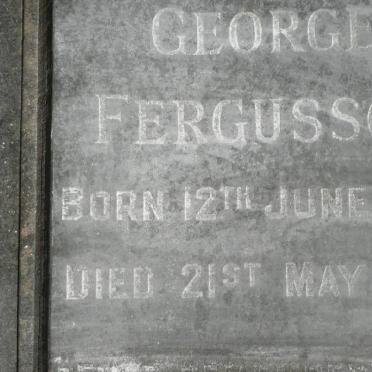 GEORGE
FERGUSSO
BORN 12TH JUNE
DIED 21ST MAY